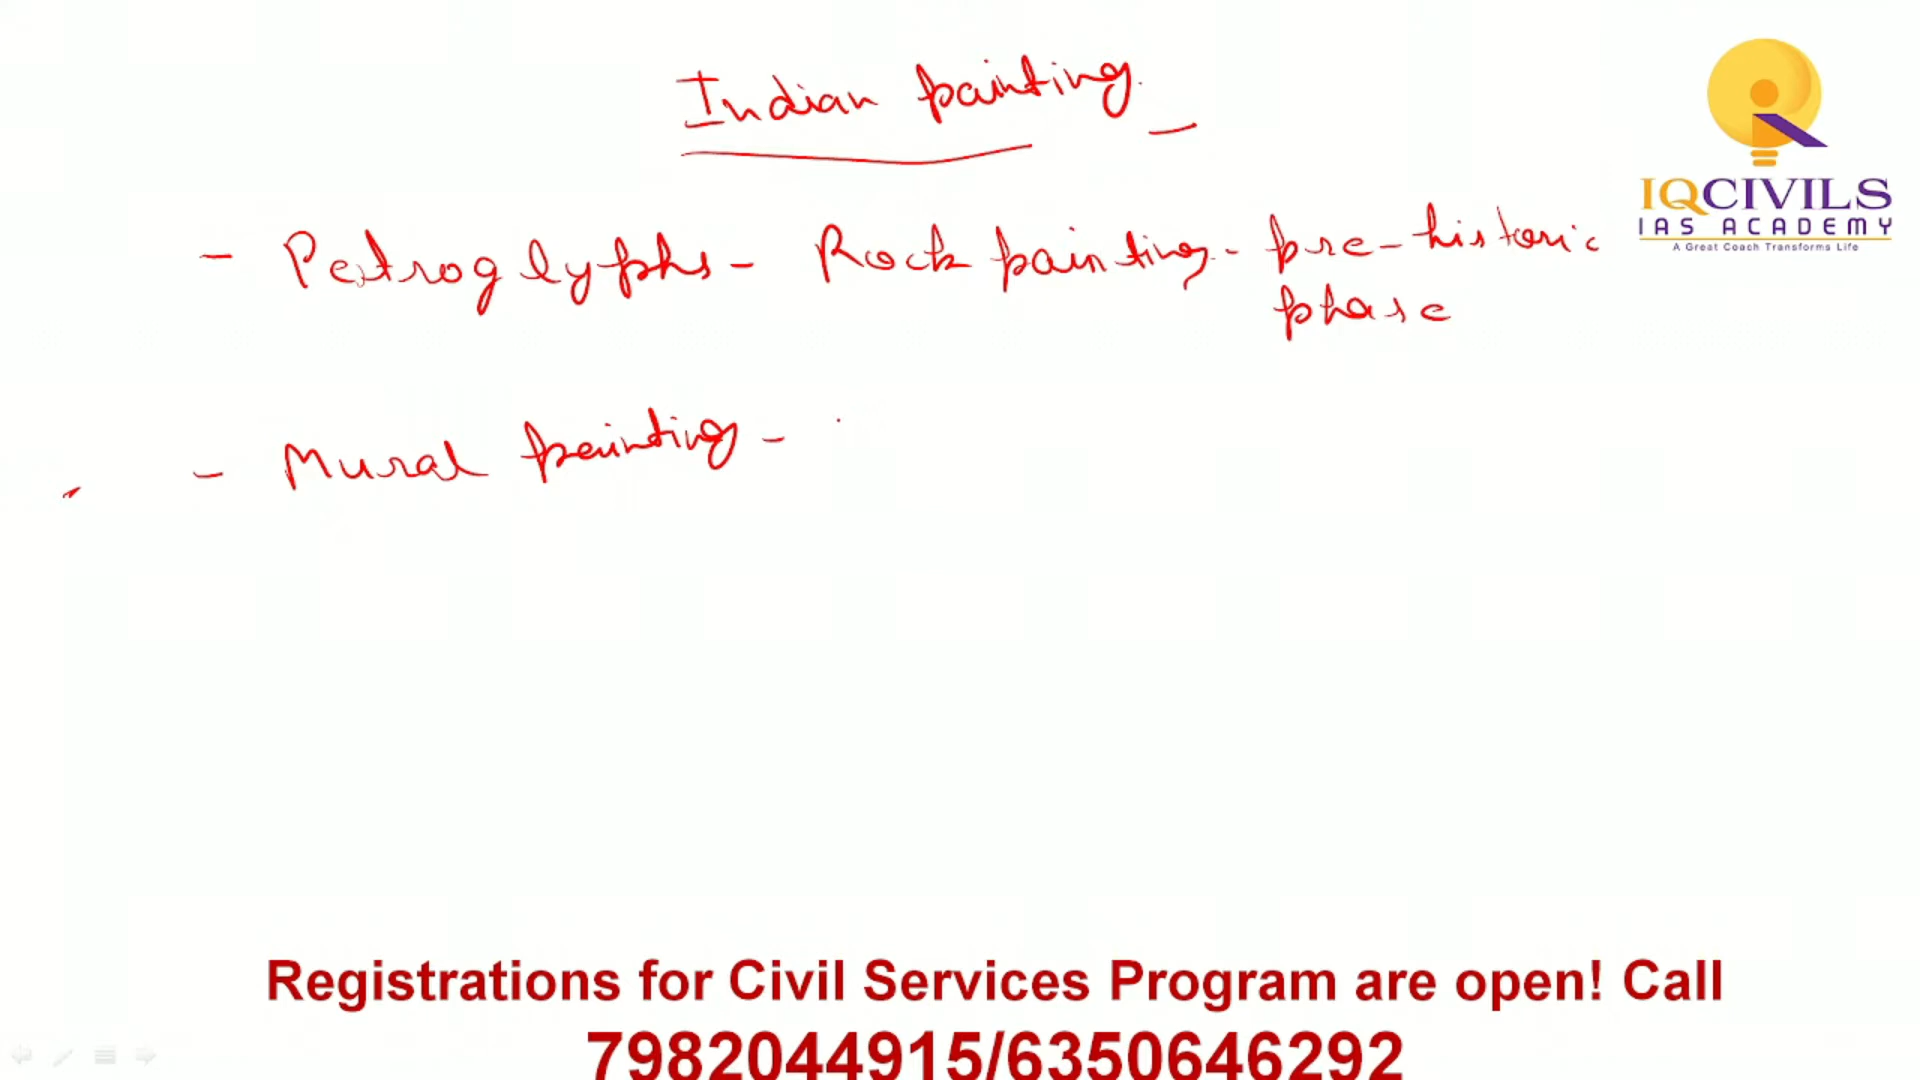 Indian painting
IQCIVILS
IAS ACADEMY
A Great Coach Transforms Life
- Petroglyphs - Rock painting - pre-historic
phase
- Mural painting -
Registrations for Civil Services Program are open! Call
7982044915/6350646292